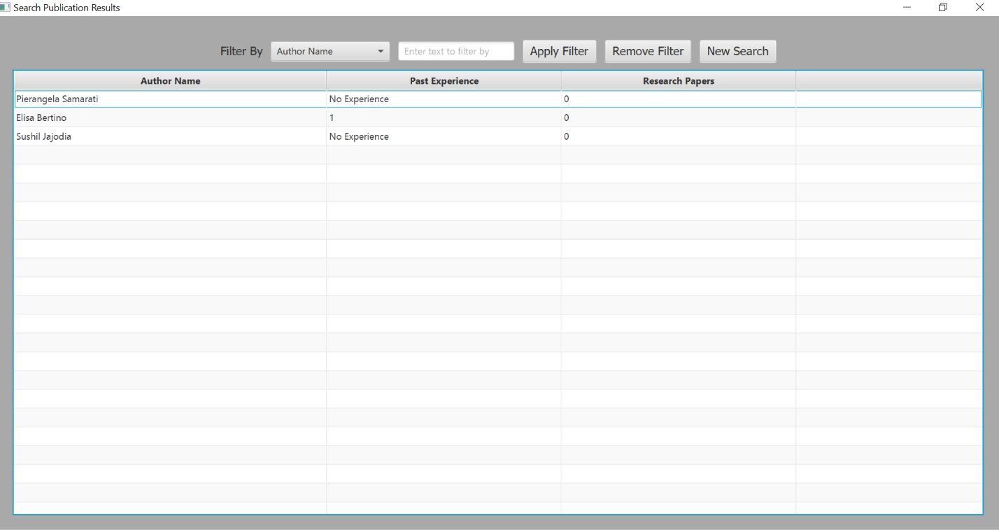 Search Publication Results
Filter By Author Name Enter text to filter by Apply Filter Remove Filter New Search
Author Name Past Experience Research Papers
Pierangela Samarati No Experience 0
Elisa Bertino 1 0
Sushil Jajodia No Experience 0